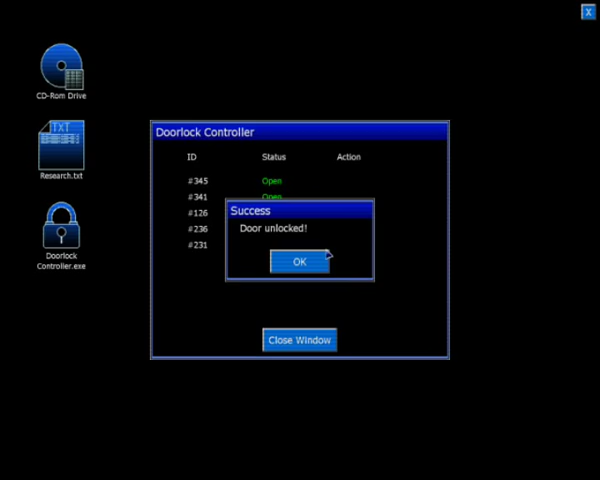 X
CD-Rom Drive
TXT
Research.txt
Doorlock
Controller.exe
Doorlock Controller
ID Status Action
#345 Open
#341 Open
#126
#236
#231
Success
Door unlocked!
OK
Close Window